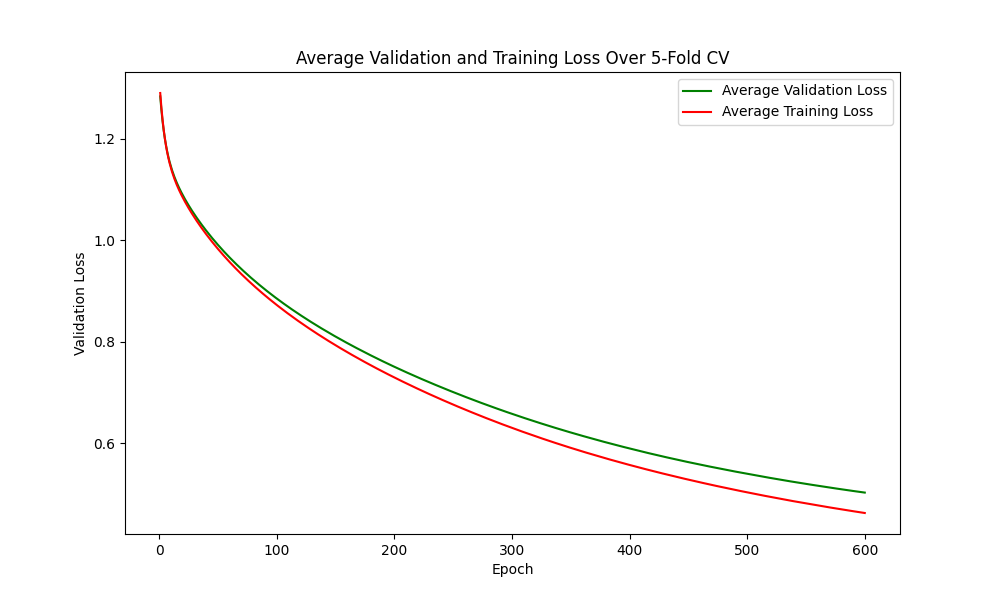 Average Validation and Training Loss Over 5-Fold CV
Average Validation Loss
Average Training Loss
1.2
1.0
0.8
0.6
Validation Loss
0
100
200
300
400
500
600
Epoch